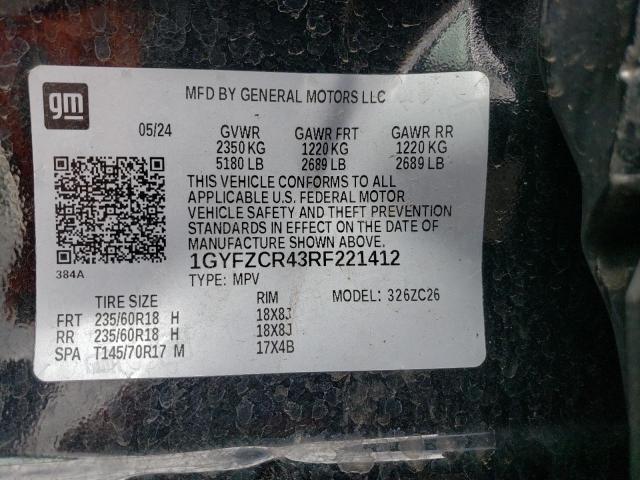 gm
MFD BY GENERAL MOTORS LLC
05/24 GVWR GAWR FRT GAWR RR
2350 KG 1220 KG 1220 KG
5180 LB 2689 LB 2689 LB
THIS VEHICLE CONFORMS TO ALL
APPLICABLE U.S. FEDERAL MOTOR
VEHICLE SAFETY AND THEFT PREVENTION
STANDARDS IN EFFECT ON THE DATE OF
MANUFACTURE SHOWN ABOVE.
384A
1GYFZCR43RF221412
TYPE: MPV
TIRE SIZE RIM MODEL: 326ZC26
FRT 235/60R18 H 18X8J
RR 235/60R18 H 18X8J
SPA T145/70R17 M 17X4B